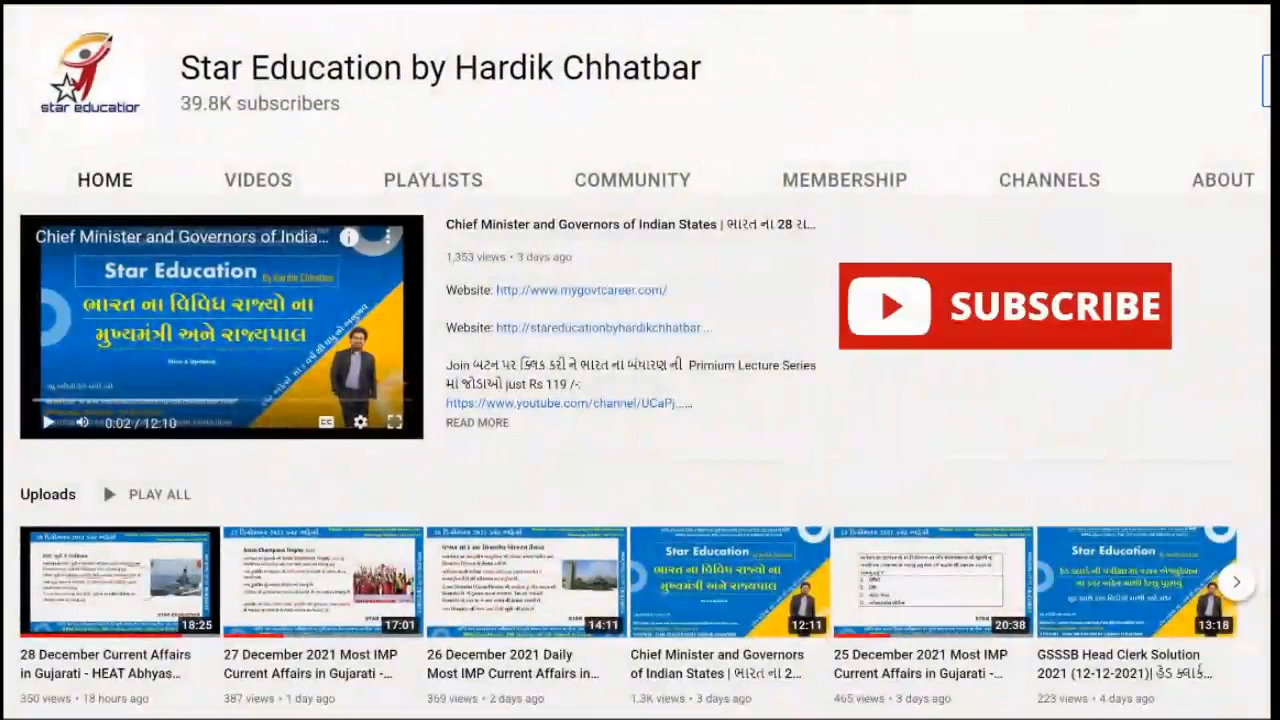 Star Education by Hardik Chhatbar
39.8K subscribers
star education
HOME
VIDEOS
PLAYLISTS
COMMUNITY
MEMBERSHIP
CHANNELS
ABOUT
Chief Minister and Governors of India...
Star Education By Hardik Chhatbar
ભારત ના વિવિધ રાજ્યો ના
મુખ્યમંત્રી અને રાજ્યપાલ
0:02 / 12:10
Chief Minister and Governors of Indian States | ભારત ના 28 રા...
1,353 views • 3 days ago
Website: http://www.mygovtcareer.com/
Website: http://stareducationbyhardikchhatbar...
Join બટન પર ક્લિક કરી ને ભારત ના બંધારણ ની Primium Lecture Series
માં જોડાઓ just Rs 119 /-
https://www.youtube.com/channel/UCaPj......
READ MORE
SUBSCRIBE
Uploads
PLAY ALL
18:25
28 December Current Affairs
in Gujarati - HEAT Abhyas...
350 views • 18 hours ago
Asian Champions Trophy
17:01
27 December 2021 Most IMP
Current Affairs in Gujarati -...
387 views • 1 day ago
14:11
26 December 2021 Daily
Most IMP Current Affairs in...
369 views • 2 days ago
Star Education
ભારત ના વિવિધ રાજ્યો ના
મુખ્યમંત્રી અને રાજ્યપાલ
12:11
Chief Minister and Governors
of Indian States | ભારત ના 2...
1.3K views • 3 days ago
20:38
25 December 2021 Most IMP
Current Affairs in Gujarati -...
465 views • 3 days ago
Star Education
13:18
GSSSB Head Clerk Solution
2021 (12-12-2021)| હેડ ક્લાર્ક...
223 views • 4 days ago